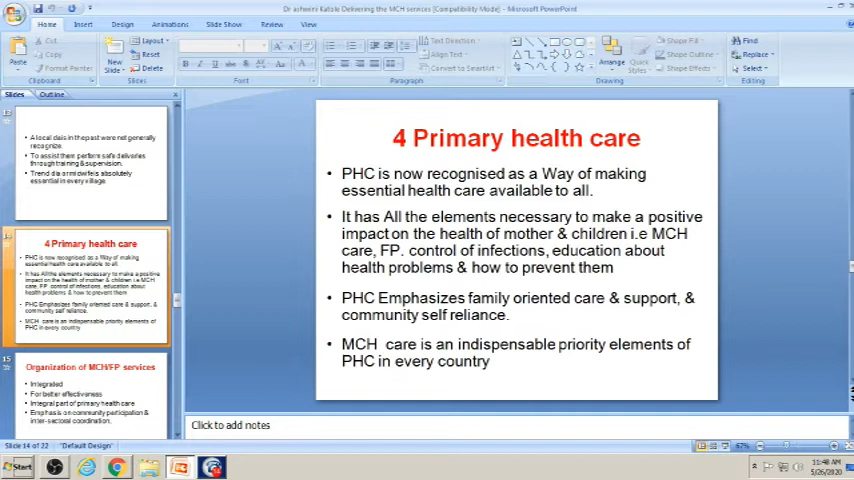 Dr ashwini Katole Delivering the MCH services [Compatibility Mode] - Microsoft PowerPoint
Home Insert Design Animations Slide Show Review View
Cut
Copy
Format Painter
Paste
Clipboard
New
Slide
Layout
Reset
Delete
Slides
Font
Text Direction
Align Text
Convert to SmartArt
Paragraph
Arrange
Quick
Styles
Shape Fill
Shape Outline
Shape Effects
Drawing
Find
Replace
Select
Editing
Slides Outline
A local dais in the past were not generally
recognize.
To assist them perform safe deliveries
through training & supervision.
Trend dia or midwife is absolutely
essential in every village.
14
4 Primary health care
PHC is now recognised as a Way of making
essential health care available to all.
It has All the elements necessary to make a positive
impact on the health of mother & children i.e MCH
care, FP. control of infections, education about
health problems & how to prevent them
PHC Emphasizes family oriented care & support, &
community self reliance.
MCH care is an indispensable priority elements of
PHC in every country
15
Organization of MCH/FP services
Integrated
For better effectiveness
Integral part of primary health care
Emphasis on community participation &
inter-sectoral coordination.
4 Primary health care
• PHC is now recognised as a Way of making
essential health care available to all.
• It has All the elements necessary to make a positive
impact on the health of mother & children i.e MCH
care, FP. control of infections, education about
health problems & how to prevent them
• PHC Emphasizes family oriented care & support, &
community self reliance.
• MCH care is an indispensable priority elements of
PHC in every country
Click to add notes
Slide 14 of 22 "Default Design" 67%
Start
11:48 AM
5/26/2020